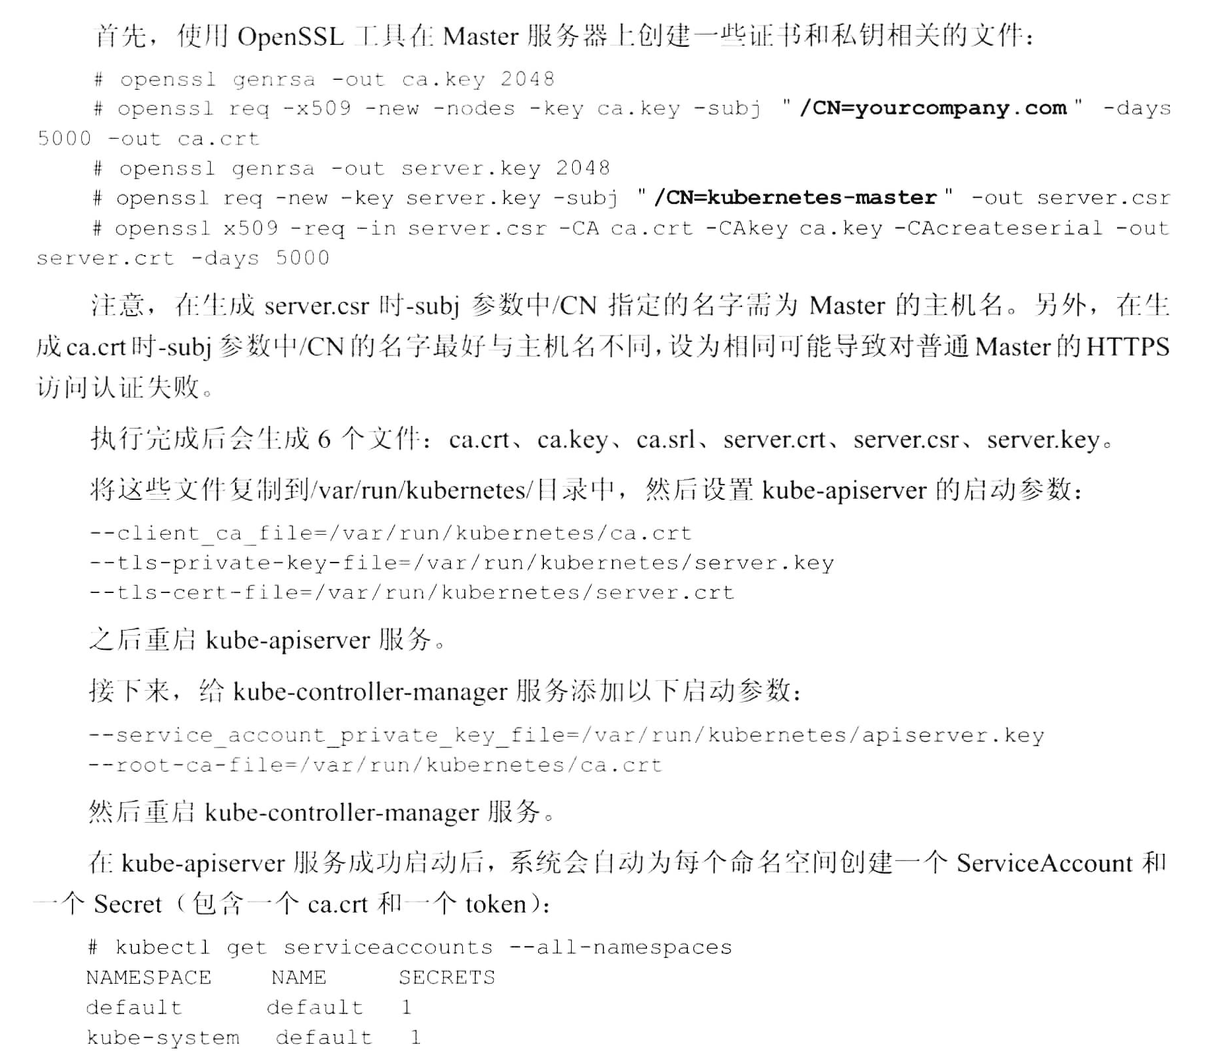 首先，使用 OpenSSL 工具在 Master 服务器上创建一些证书和私钥相关的文件：
# openssl genrsa -out ca.key 2048
# openssl req -x509 -new -nodes -key ca.key -subj "/CN=yourcompany.com" -days
5000 -out ca.crt
# openssl genrsa -out server.key 2048
# openssl req -new -key server.key -subj "/CN=kubernetes-master" -out server.csr
# openssl x509 -req -in server.csr -CA ca.crt -CAkey ca.key -CAcreateserial -out
server.crt -days 5000
注意，在生成 server.csr 时-subj 参数中/CN 指定的名字需为 Master 的主机名。另外，在生
成 ca.crt 时-subj 参数中/CN 的名字最好与主机名不同，设为相同可能导致对普通 Master 的 HTTPS
访问认证失败。
执行完成后会生成 6 个文件：ca.crt、ca.key、ca.srl、server.crt、server.csr、server.key。
将这些文件复制到/var/run/kubernetes/目录中，然后设置 kube-apiserver 的启动参数：
--client_ca_file=/var/run/kubernetes/ca.crt
--tls-private-key-file=/var/run/kubernetes/server.key
--tls-cert-file=/var/run/kubernetes/server.crt
之后重启 kube-apiserver 服务。
接下来，给 kube-controller-manager 服务添加以下启动参数：
--service_account_private_key_file=/var/run/kubernetes/apiserver.key
--root-ca-file=/var/run/kubernetes/ca.crt
然后重启 kube-controller-manager 服务。
在 kube-apiserver 服务成功启动后，系统会自动为每个命名空间创建一个 ServiceAccount 和
一个 Secret（包含一个 ca.crt 和一个 token）：
# kubectl get serviceaccounts --all-namespaces
NAMESPACE NAME SECRETS
default default 1
kube-system default 1